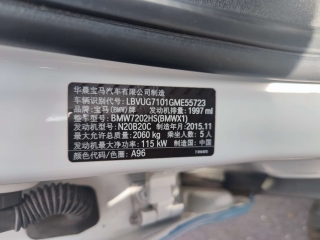 华晨宝马汽车有限公司制造
车辆识别代号: LBVUG7101GME55723
品牌:宝马(BMW)牌 发动机排量:1997 ml
整车型号:BMW7202HS(BMWX1)
发动机型号: N20B20C 制造年月:2015.11
最大允许总质量: 2060 kg 乘坐人数: 5 人
发动机最大净功率: 115 kW 制造国: 中国
颜色代码/色: A96